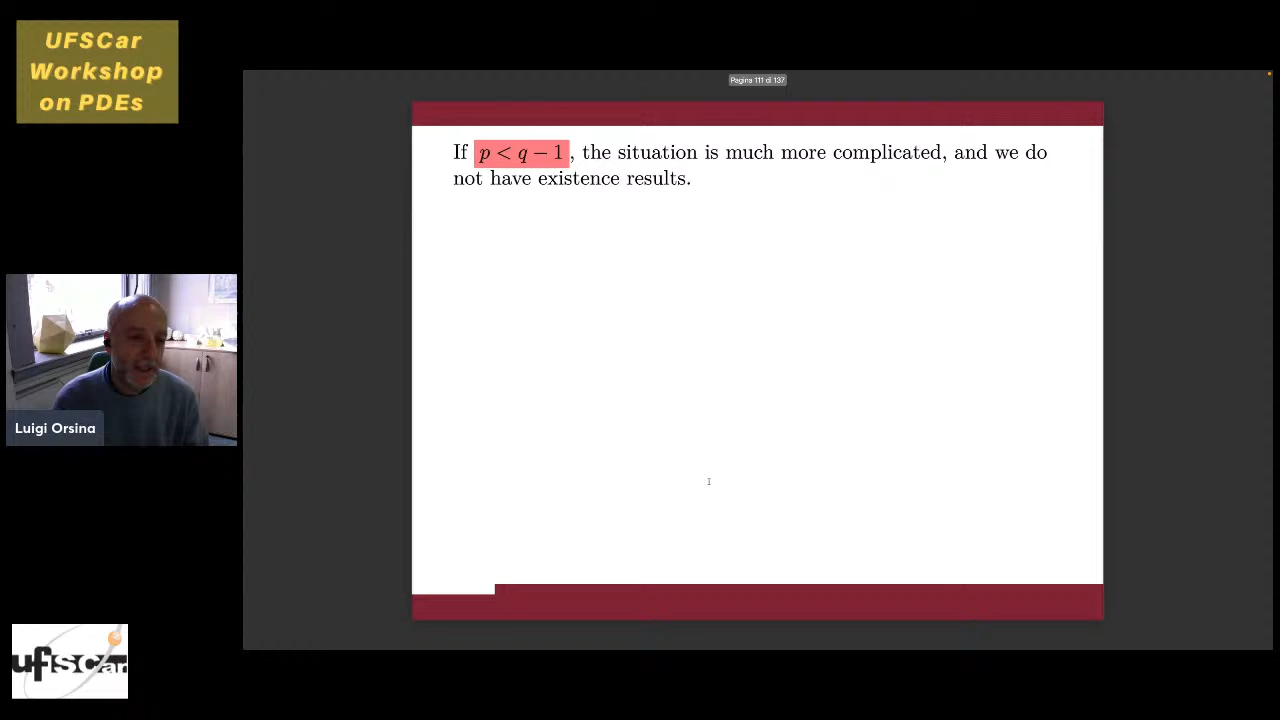 UFSCar
Workshop
on PDEs
Pagina 111 di 137
If p < q − 1, the situation is much more complicated, and we do
not have existence results.
Luigi Orsina
ufscar